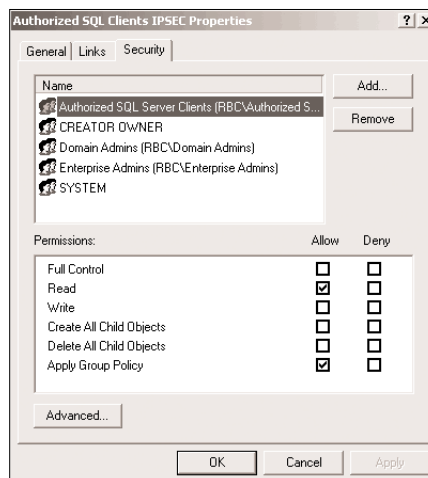 Authorized SQL Clients IPSEC Properties
General Links Security
Name
Authorized SQL Server Clients (RBC\Authorized S...
CREATOR OWNER
Domain Admins (RBC\Domain Admins)
Enterprise Admins (RBC\Enterprise Admins)
SYSTEM
Add...
Remove
Permissions: Allow Deny
Full Control
Read
Write
Create All Child Objects
Delete All Child Objects
Apply Group Policy
Advanced...
OK Cancel Apply